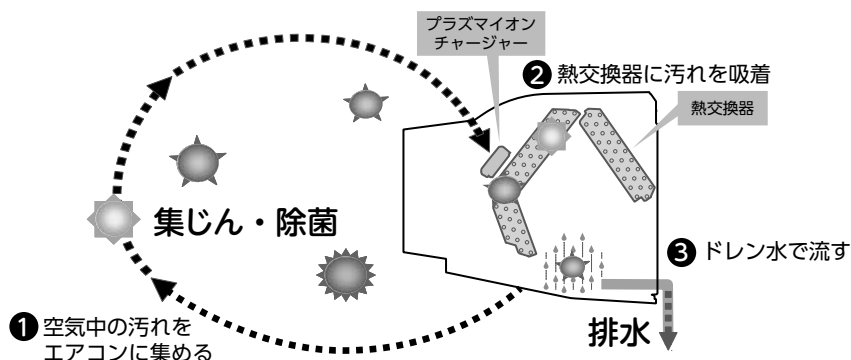 プラズマイオン
チャージャー
❷ 熱交換器に汚れを吸着
熱交換器
集じん・除菌
❸ ドレン水で流す
❶ 空気中の汚れを
エアコンに集める
排水